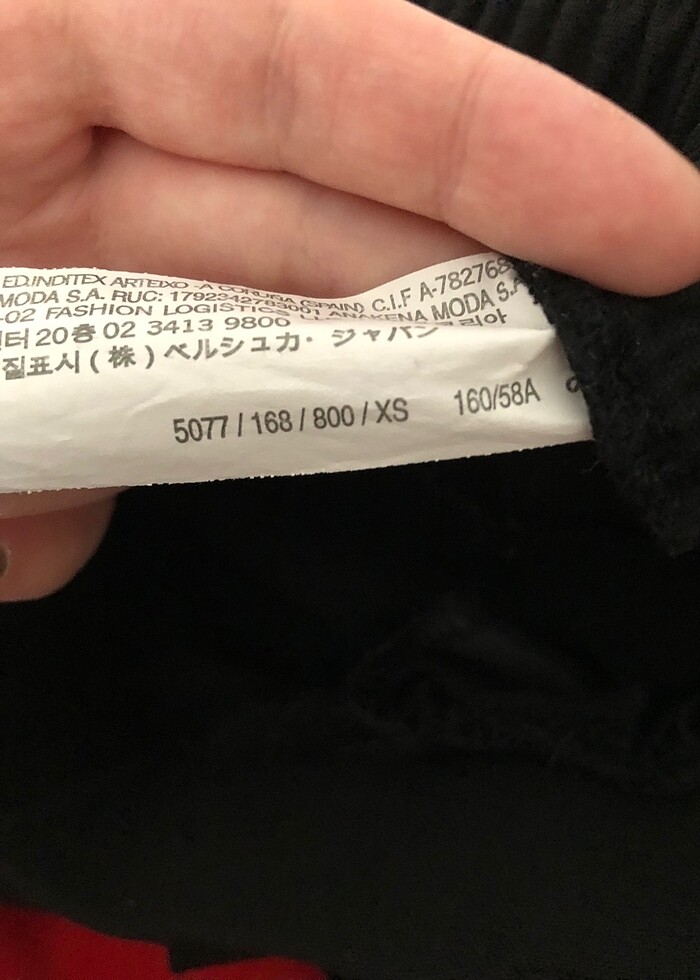 ED.INDITEX ARTEIXO -A CORUÑA (SPAIN) C.I.F A-782768
MODA S.A. RUC: 1792342783001 ANAKENA MODA S.A
-02 FASHION LOGISTICS
터 20층 02 3413 9800
질표시 (株) ベルシュカ・ジャパン
5077 / 168 / 800 / XS 160/58A